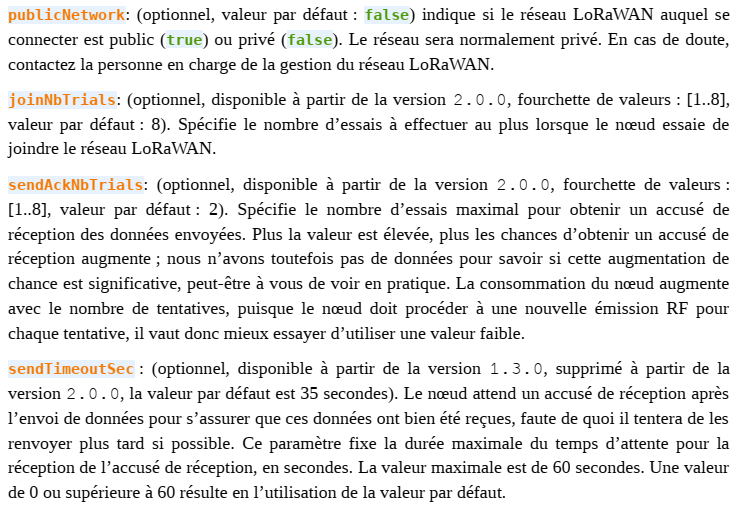 publicNetwork: (optionnel, valeur par défaut : false) indique si le réseau LoRaWAN auquel se
connecter est public (true) ou privé (false). Le réseau sera normalement privé. En cas de doute,
contactez la personne en charge de la gestion du réseau LoRaWAN.
joinNbTrials: (optionnel, disponible à partir de la version 2.0.0, fourchette de valeurs : [1..8],
valeur par défaut : 8). Spécifie le nombre d’essais à effectuer au plus lorsque le nœud essaie de
joindre le réseau LoRaWAN.
sendAckNbTrials: (optionnel, disponible à partir de la version 2.0.0, fourchette de valeurs :
[1..8], valeur par défaut : 2). Spécifie le nombre d’essais maximal pour obtenir un accusé de
réception des données envoyées. Plus la valeur est élevée, plus les chances d’obtenir un accusé de
réception augmente ; nous n’avons toutefois pas de données pour savoir si cette augmentation de
chance est significative, peut-être à vous de voir en pratique. La consommation du nœud augmente
avec le nombre de tentatives, puisque le nœud doit procéder à une nouvelle émission RF pour
chaque tentative, il vaut donc mieux essayer d’utiliser une valeur faible.
sendTimeoutSec : (optionnel, disponible à partir de la version 1.3.0, supprimé à partir de la
version 2.0.0, la valeur par défaut est 35 secondes). Le nœud attend un accusé de réception après
l’envoi de données pour s’assurer que ces données ont bien été reçues, faute de quoi il tentera de les
renvoyer plus tard si possible. Ce paramètre fixe la durée maximale du temps d’attente pour la
réception de l’accusé de réception, en secondes. La valeur maximale est de 60 secondes. Une valeur
de 0 ou supérieure à 60 résulte en l’utilisation de la valeur par défaut.